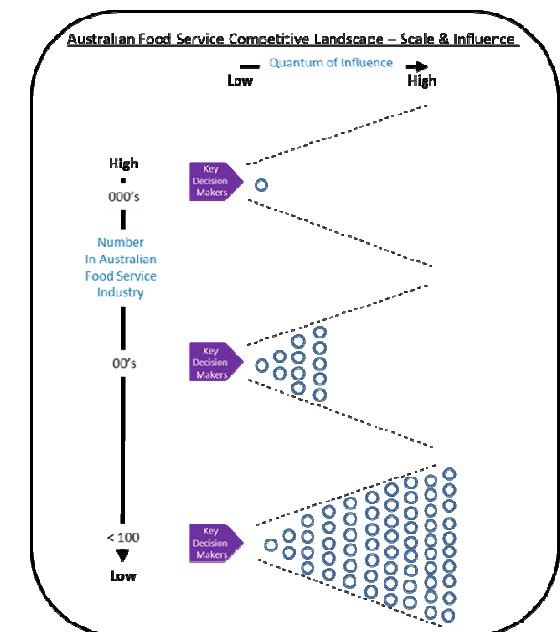 Australian Food Service Competitive Landscape – Scale & Influence
Quantum of Influence
Low
High
High
000's
Number
In Australian
Food Service
Industry
00's
< 100
Low
Key
Decision
Makers
Key
Decision
Makers
Key
Decision
Makers